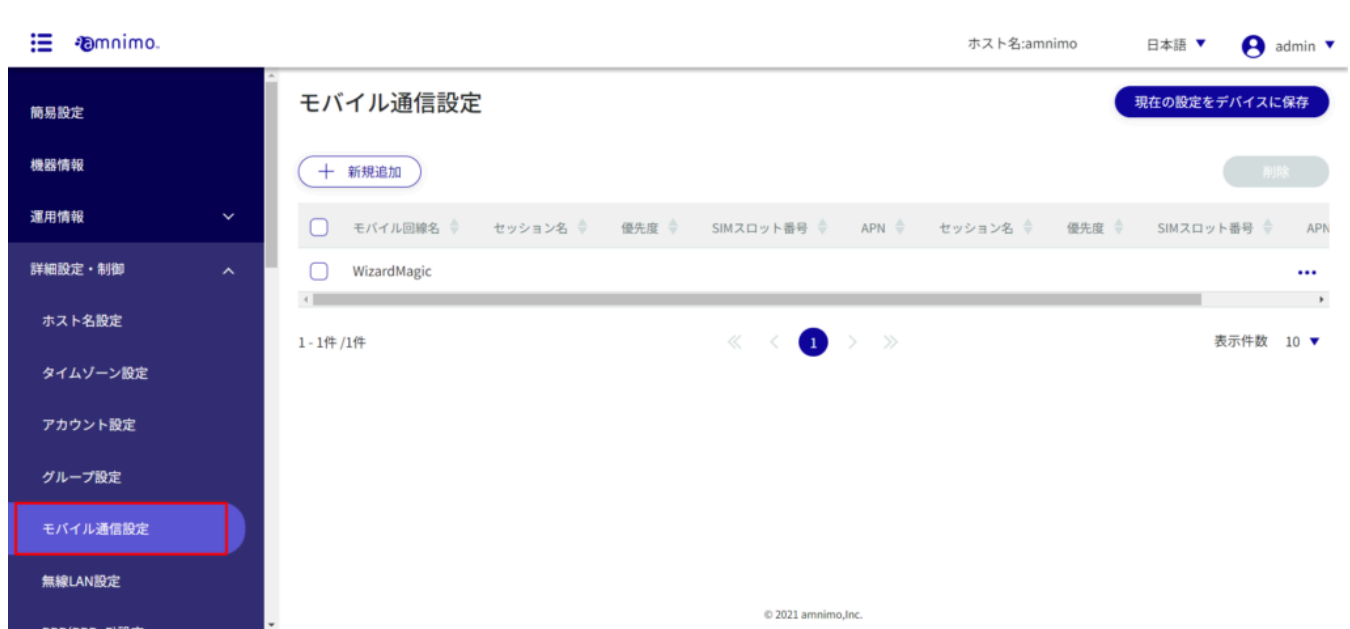 amnimo
ホスト名:amnimo
日本語
admin
簡易設定
機器情報
運用情報
詳細設定・制御
ホスト名設定
タイムゾーン設定
アカウント設定
グループ設定
モバイル通信設定
無線LAN設定
モバイル通信設定
現在の設定をデバイスに保存
新規追加
削除
モバイル回線名 セッション名 優先度 SIMスロット番号 APN セッション名 優先度 SIMスロット番号 APN
WizardMagic
1 - 1件 /1件
1
表示件数 10
© 2021 amnimo,Inc.